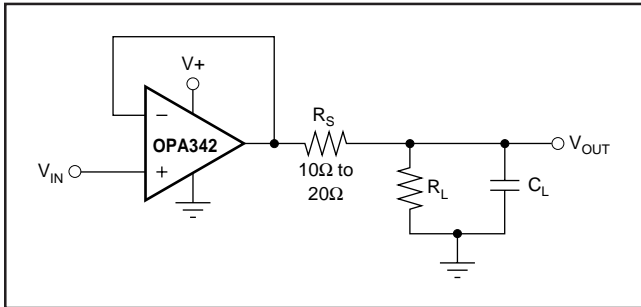 V+
−
OPA342
+
V_IN
R_S
10Ω to
20Ω
R_L
C_L
V_OUT